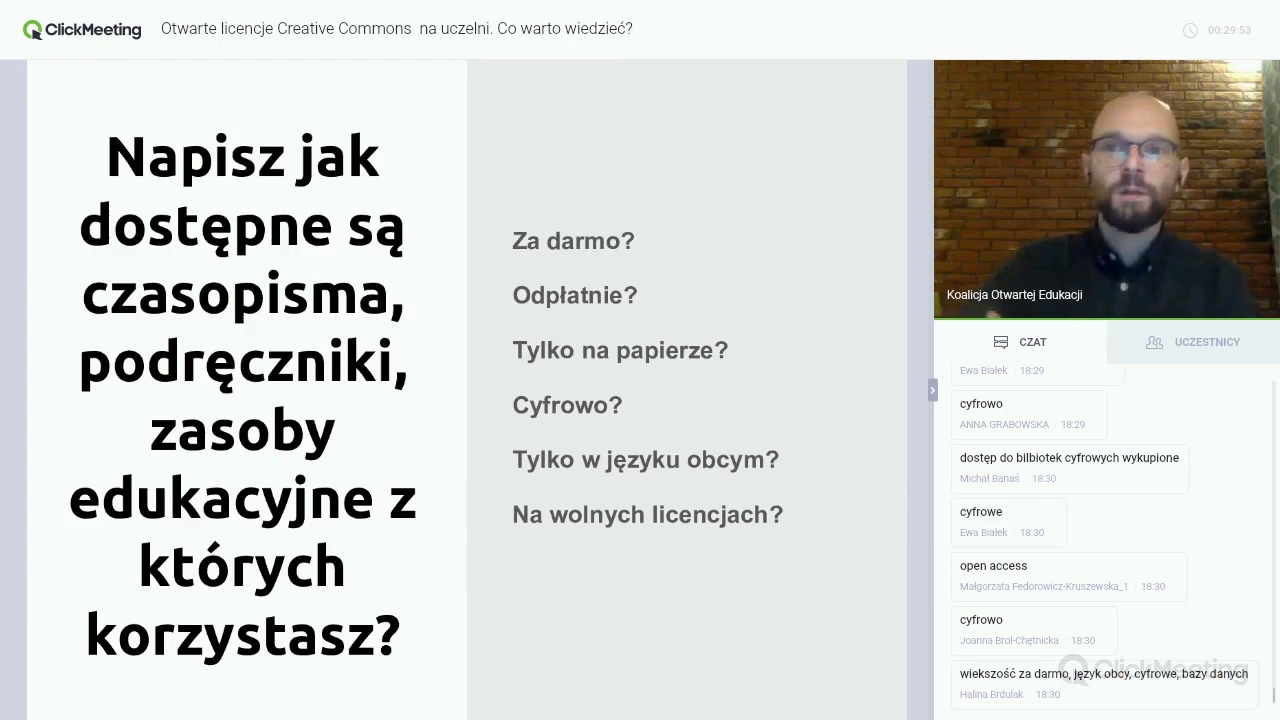 ClickMeeting
Otwarte licencje Creative Commons na uczelni. Co warto wiedzieć?
00:29:53
Napisz jak
dostępne są
czasopisma,
podręczniki,
zasoby
edukacyjne z
których
korzystasz?
Za darmo?
Odpłatnie?
Tylko na papierze?
Cyfrowo?
Tylko w języku obcym?
Na wolnych licencjach?
Koalicja Otwartej Edukacji
CZAT
UCZESTNICY
Ewa Białek · 18:29
cyfrowo
ANNA GRABOWSKA · 18:29
dostęp do bilbiotek cyfrowych wykupione
Michał Banaś · 18:30
cyfrowe
Ewa Białek · 18:30
open access
Małgorzata Fedorowicz-Kruszewska_1 · 18:30
cyfrowo
Joanna Brol-Chętnicka · 18:30
wiekszość za darmo, język obcy, cyfrowe, bazy danych
Halina Brdulak · 18:30
ClickMeeting